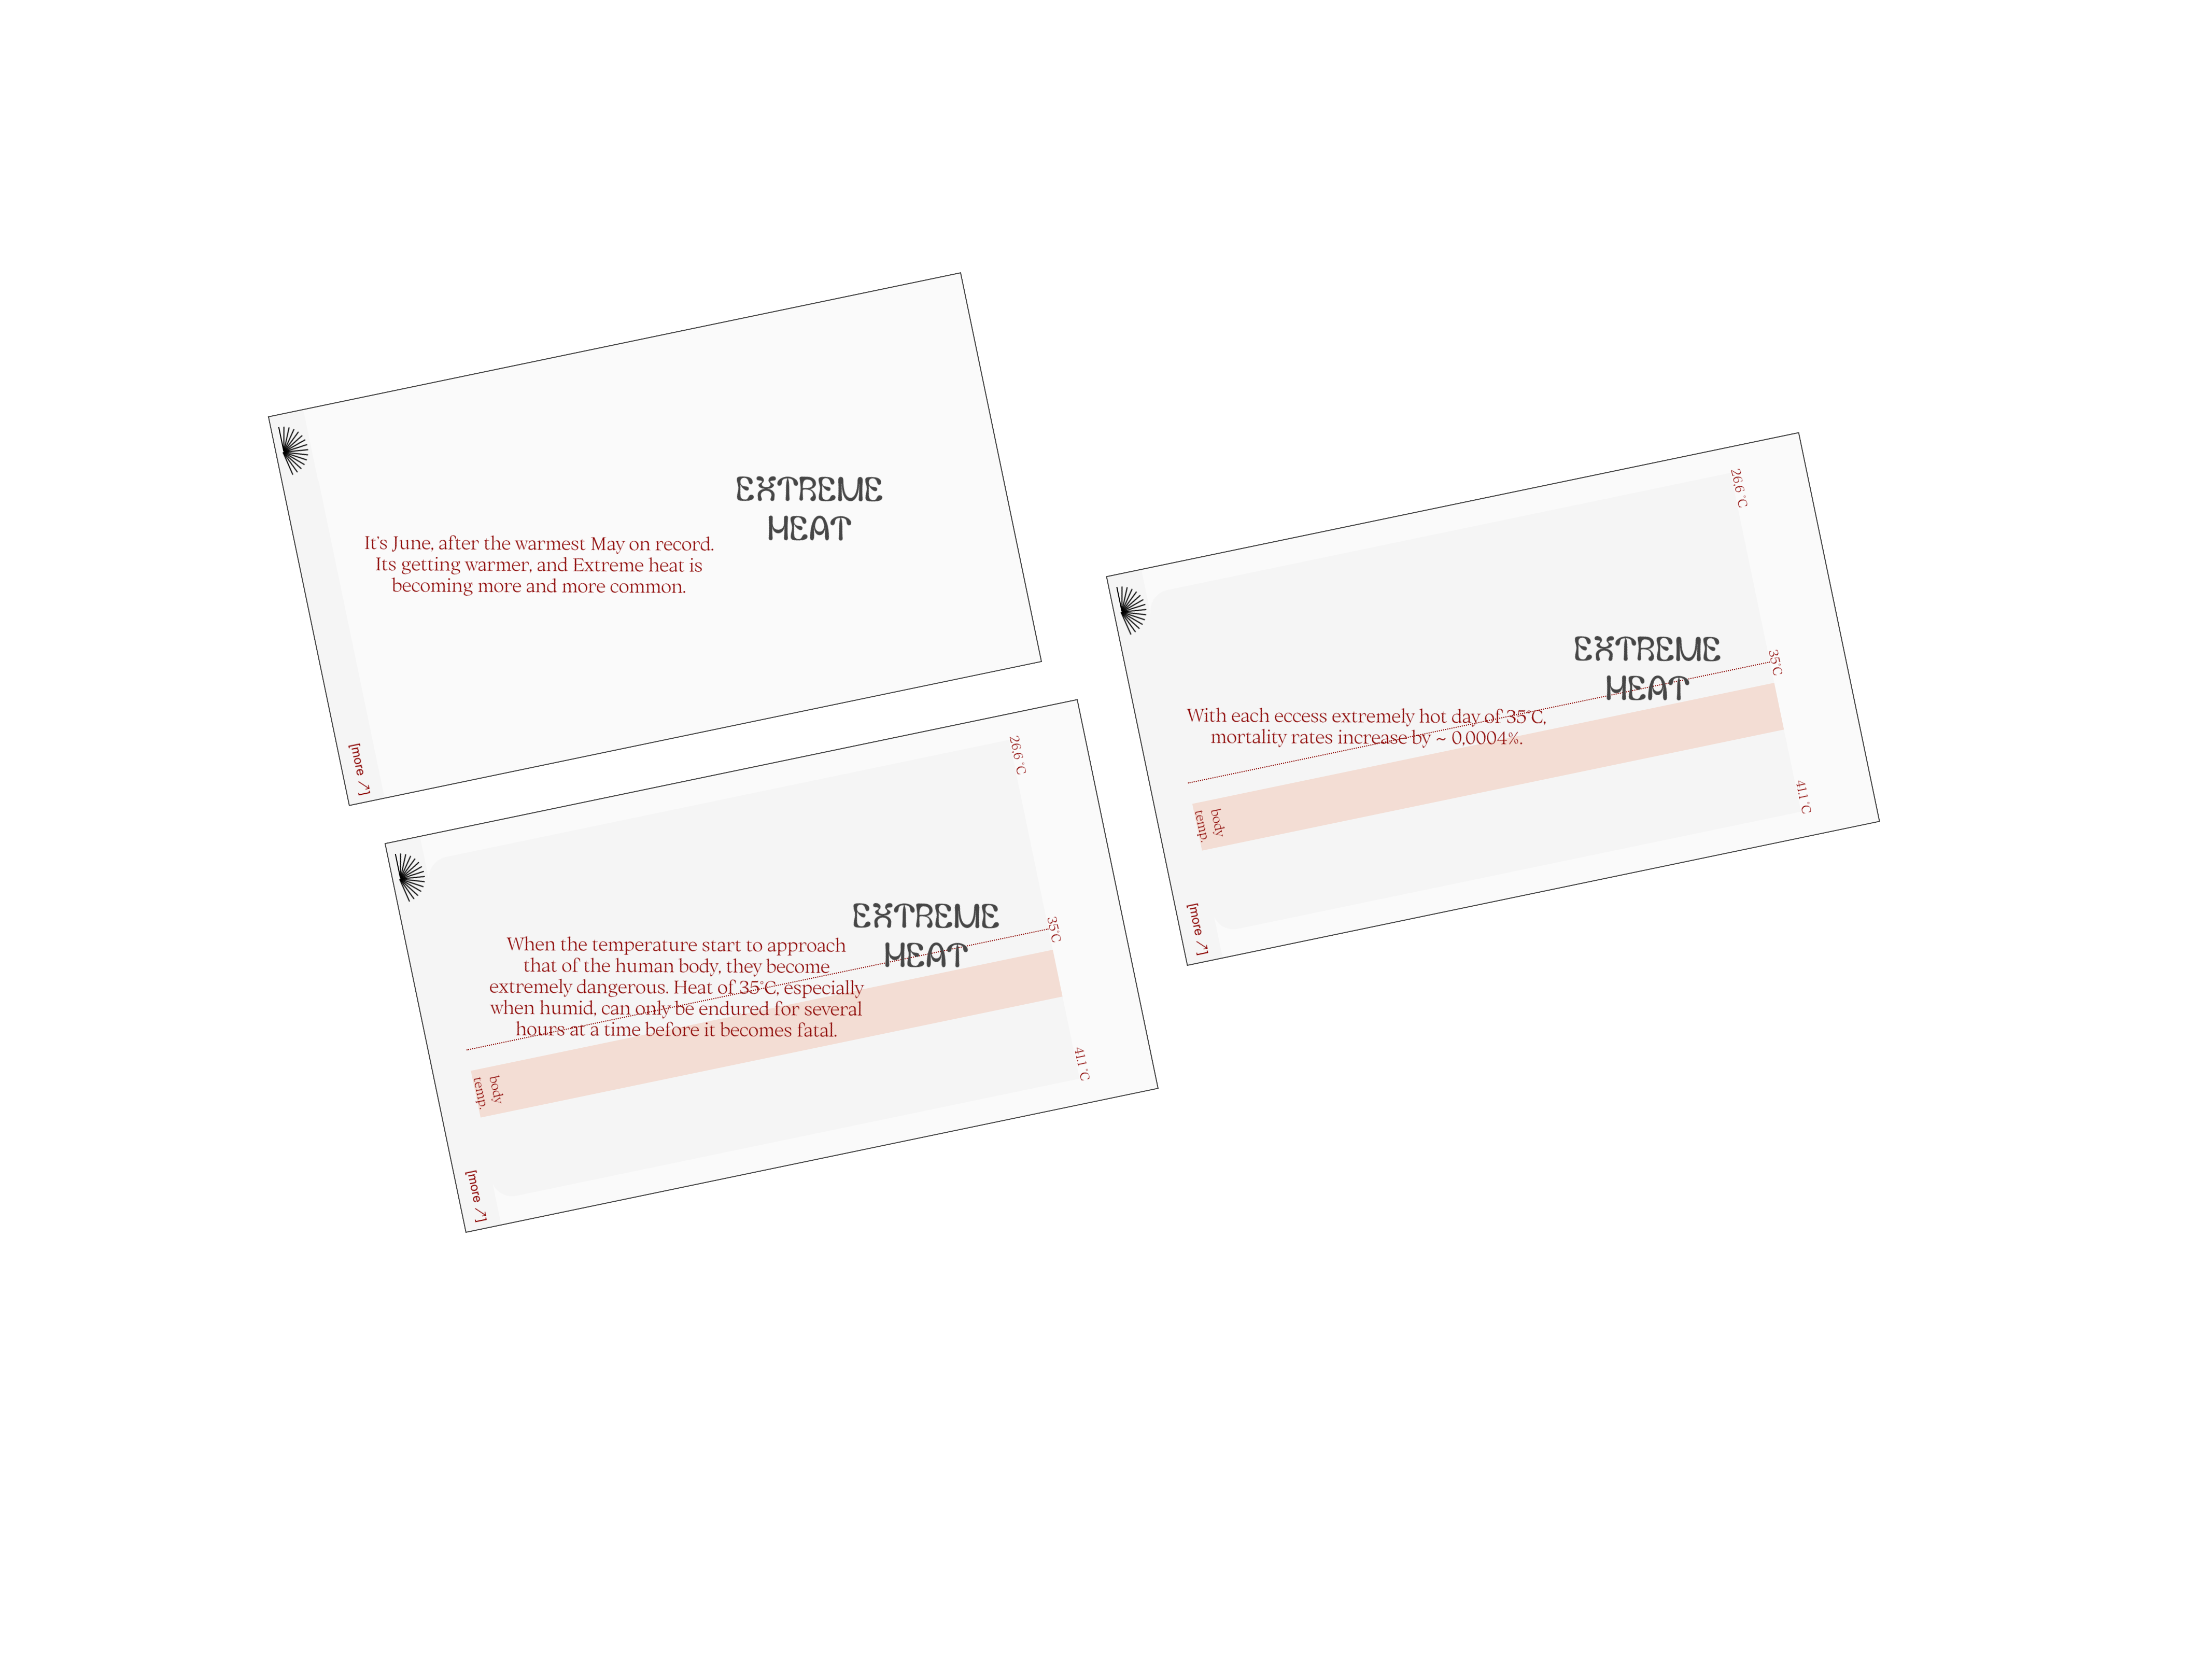 EXTREME
HEAT
It's June, after the warmest May on record.
Its getting warmer, and Extreme heat is
becoming more and more common.
[more ↗]
26,6 °C
EXTREME
HEAT
35°C
With each eccess extremely hot day of 35°C,
mortality rates increase by ~ 0,0004%.
body
temp.
41,1 °C
[more ↗]
26,6 °C
EXTREME
HEAT
35°C
When the temperature start to approach
that of the human body, they become
extremely dangerous. Heat of 35°C, especially
when humid, can only be endured for several
hours at a time before it becomes fatal.
body
temp.
41,1 °C
[more ↗]